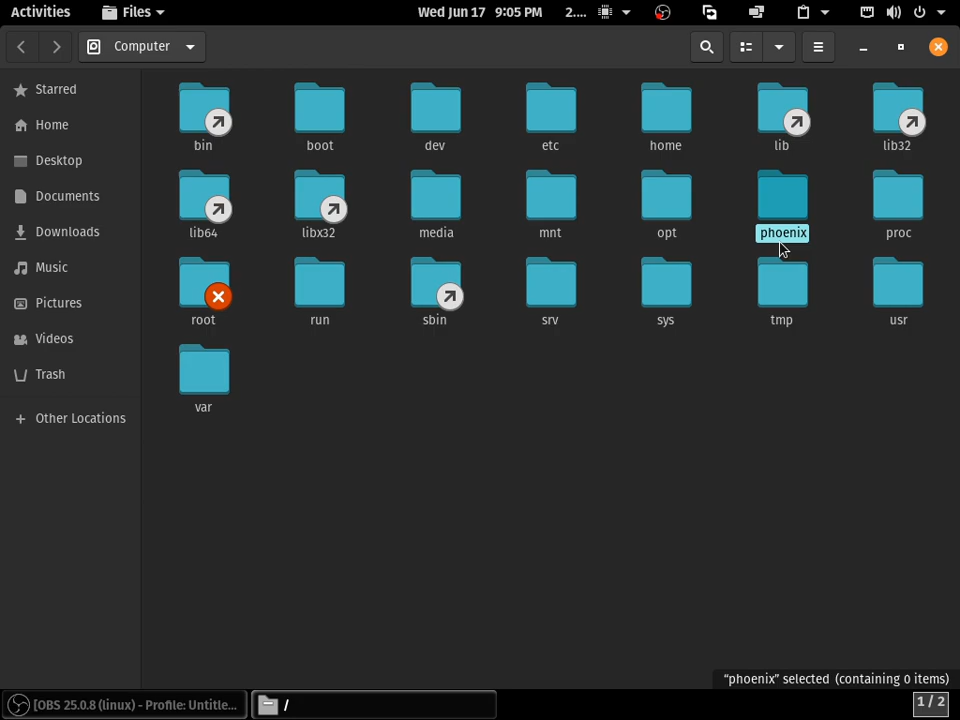 Activities Files Wed Jun 17 9:05 PM 2....
Computer
Starred
Home
Desktop
Documents
Downloads
Music
Pictures
Videos
Trash
Other Locations
bin boot dev etc home lib lib32
lib64 libx32 media mnt opt phoenix proc
root run sbin srv sys tmp usr
var
“phoenix” selected (containing 0 items)
[OBS 25.0.8 (linux) - Profile: Untitle... / 1 / 2